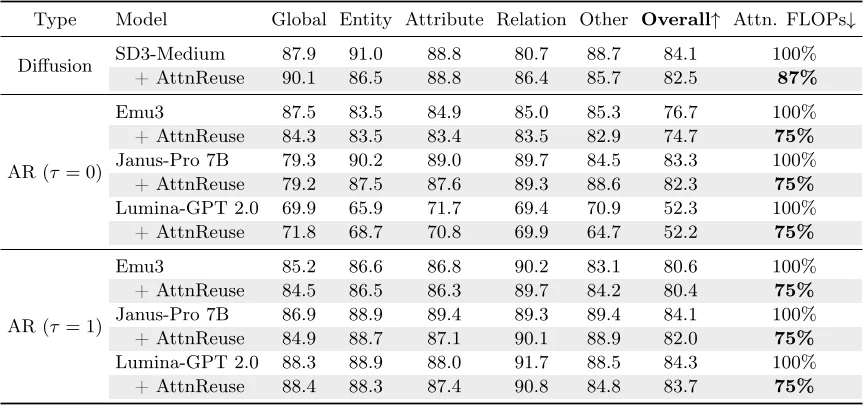 Type Model Global Entity Attribute Relation Other Overall↑ Attn. FLOPs↓
Diffusion
SD3-Medium 87.9 91.0 88.8 80.7 88.7 84.1 100%
+ AttnReuse 90.1 86.5 88.8 86.4 85.7 82.5 87%
AR (τ = 0)
Emu3 87.5 83.5 84.9 85.0 85.3 76.7 100%
+ AttnReuse 84.3 83.5 83.4 83.5 82.9 74.7 75%
Janus-Pro 7B 79.3 90.2 89.0 89.7 84.5 83.3 100%
+ AttnReuse 79.2 87.5 87.6 89.3 88.6 82.3 75%
Lumina-GPT 2.0 69.9 65.9 71.7 69.4 70.9 52.3 100%
+ AttnReuse 71.8 68.7 70.8 69.9 64.7 52.2 75%
AR (τ = 1)
Emu3 85.2 86.6 86.8 90.2 83.1 80.6 100%
+ AttnReuse 84.5 86.5 86.3 89.7 84.2 80.4 75%
Janus-Pro 7B 86.9 88.9 89.4 89.3 89.4 84.1 100%
+ AttnReuse 84.9 88.7 87.1 90.1 88.9 82.0 75%
Lumina-GPT 2.0 88.3 88.9 88.0 91.7 88.5 84.3 100%
+ AttnReuse 88.4 88.3 87.4 90.8 84.8 83.7 75%